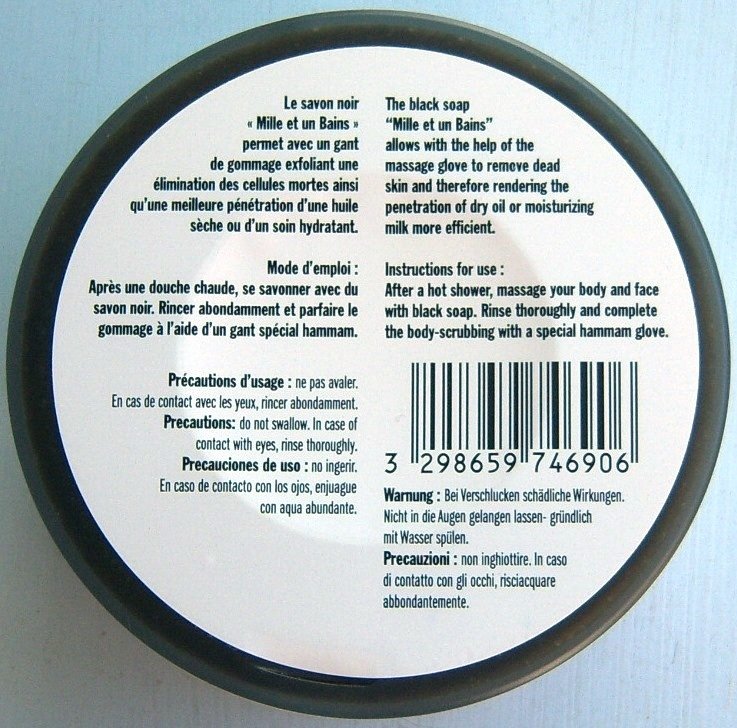 Le savon noir
« Mille et un Bains »
permet avec un gant
de gommage exfoliant une
élimination des cellules mortes ainsi
qu'une meilleure pénétration d'une huile
sèche ou d'un soin hydratant.
Mode d'emploi :
Après une douche chaude, se savonner avec du
savon noir. Rincer abondamment et parfaire le
gommage à l'aide d'un gant spécial hammam.
Précautions d'usage : ne pas avaler.
En cas de contact avec les yeux, rincer abondamment.
Precautions: do not swallow. In case of
contact with eyes, rinse thoroughly.
Precauciones de uso : no ingerir.
En caso de contacto con los ojos, enjuague
con aqua abundante.
The black soap
“Mille et un Bains”
allows with the help of the
massage glove to remove dead
skin and therefore rendering the
penetration of dry oil or moisturizing
milk more efficient.
Instructions for use :
After a hot shower, massage your body and face
with black soap. Rinse thoroughly and complete
the body-scrubbing with a special hammam glove.
3 298659 746906
Warnung : Bei Verschlucken schädliche Wirkungen.
Nicht in die Augen gelangen lassen- gründlich
mit Wasser spülen.
Precauzioni : non inghiottire. In caso
di contatto con gli occhi, risciacquare
abbondantemente.